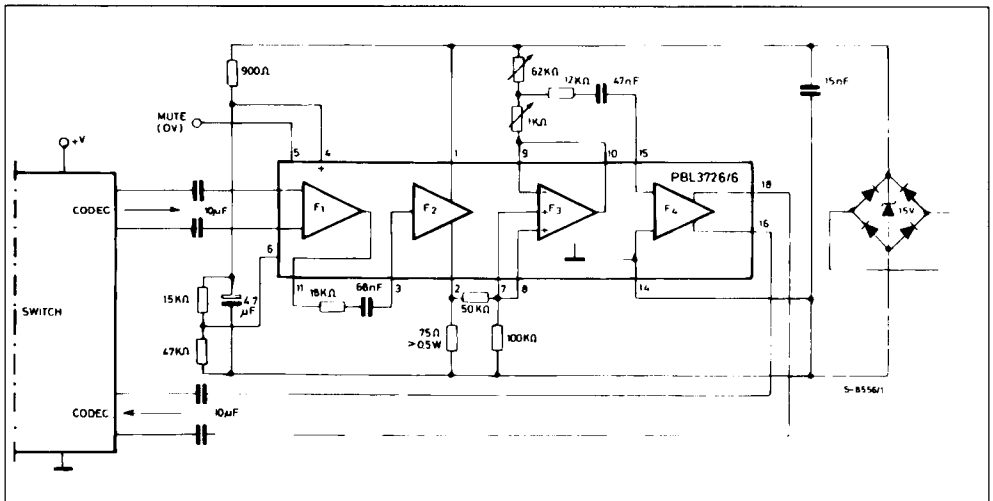 900Ω
62KΩ
12KΩ
47nF
15nF
1KΩ
MUTE
(0V)
+V
5
4
+
1
9
10
15
PBL3726/6
18
16
15V
CODEC
10μF
F1
F2
F3
F4
-
+
+
6
11
18KΩ
68nF
3
2
50KΩ
7
8
14
15KΩ
4.7
μF
47KΩ
75Ω
>0.5W
100KΩ
SWITCH
S-8556/1
CODEC
10μF